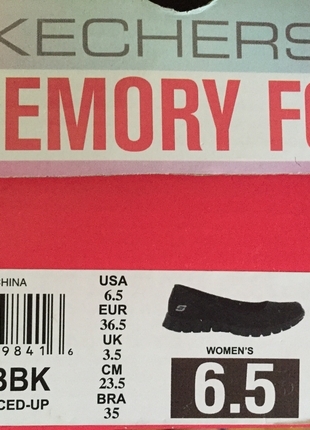 KECHERS
EMORY FO
CHINA
9841 6
BBK
CED-UP
USA
6.5
EUR
36.5
UK
3.5
CM
23.5
BRA
35
S
WOMEN'S
6.5